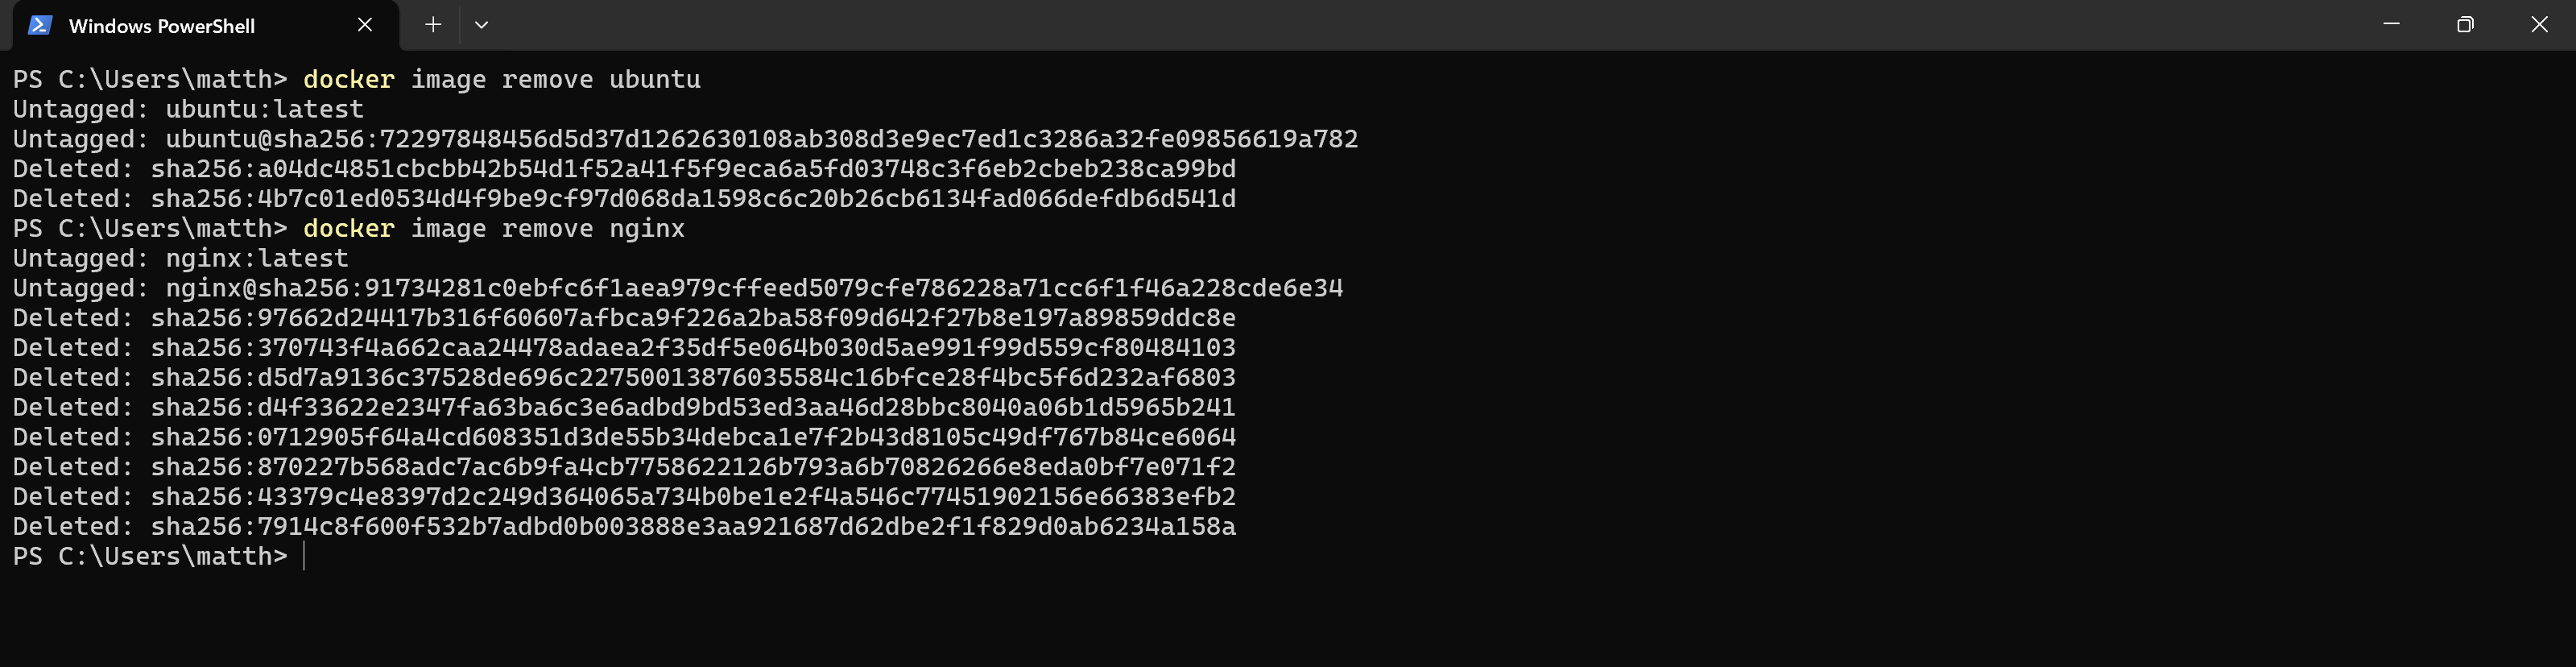 Windows PowerShell
PS C:\Users\matth> docker image remove ubuntu
Untagged: ubuntu:latest
Untagged: ubuntu@sha256:72297848456d5d37d1262630108ab308d3e9ec7ed1c3286a32fe09856619a782
Deleted: sha256:a04dc4851cbcbb42b54d1f52a41f5f9eca6a5fd03748c3f6eb2cbeb238ca99bd
Deleted: sha256:4b7c01ed0534d4f9be9cf97d068da1598c6c20b26cb6134fad066defdb6d541d
PS C:\Users\matth> docker image remove nginx
Untagged: nginx:latest
Untagged: nginx@sha256:91734281c0ebfc6f1aea979cffeed5079cfe786228a71cc6f1f46a228cde6e34
Deleted: sha256:97662d24417b316f60607afbca9f226a2ba58f09d642f27b8e197a89859ddc8e
Deleted: sha256:370743f4a662caa24478adaea2f35df5e064b030d5ae991f99d559cf80484103
Deleted: sha256:d5d7a9136c37528de696c22750013876035584c16bfce28f4bc5f6d232af6803
Deleted: sha256:d4f33622e2347fa63ba6c3e6adbd9bd53ed3aa46d28bbc8040a06b1d5965b241
Deleted: sha256:0712905f64a4cd608351d3de55b34debca1e7f2b43d8105c49df767b84ce6064
Deleted: sha256:870227b568adc7ac6b9fa4cb7758622126b793a6b70826266e8eda0bf7e071f2
Deleted: sha256:43379c4e8397d2c249d364065a734b0be1e2f4a546c77451902156e66383efb2
Deleted: sha256:7914c8f600f532b7adbd0b003888e3aa921687d62dbe2f1f829d0ab6234a158a
PS C:\Users\matth>